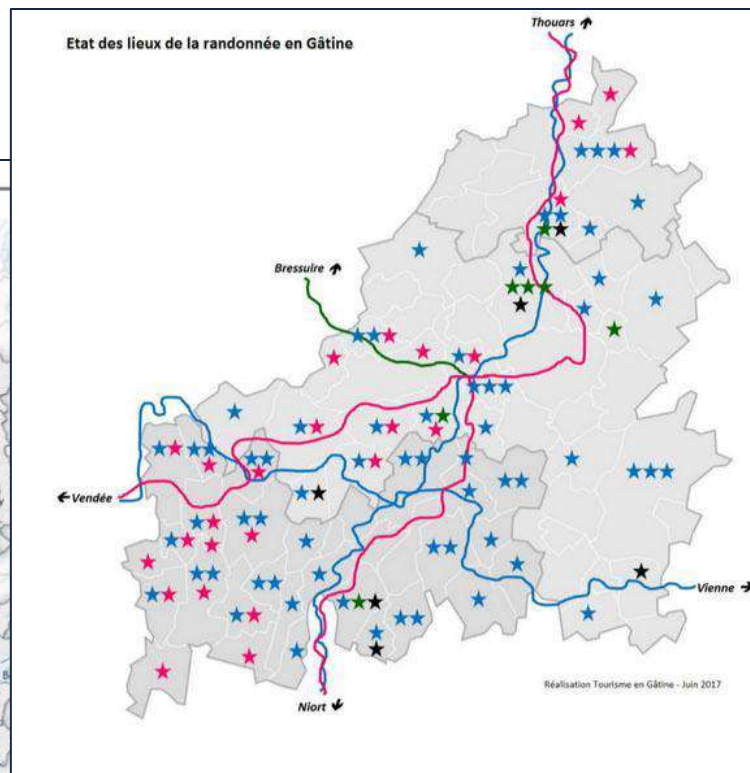 Etat des lieux de la randonnée en Gâtine
Thouars
Bressuire
Vendée
Vienne
Niort
Réalisation Tourisme en Gâtine - Juin 2017